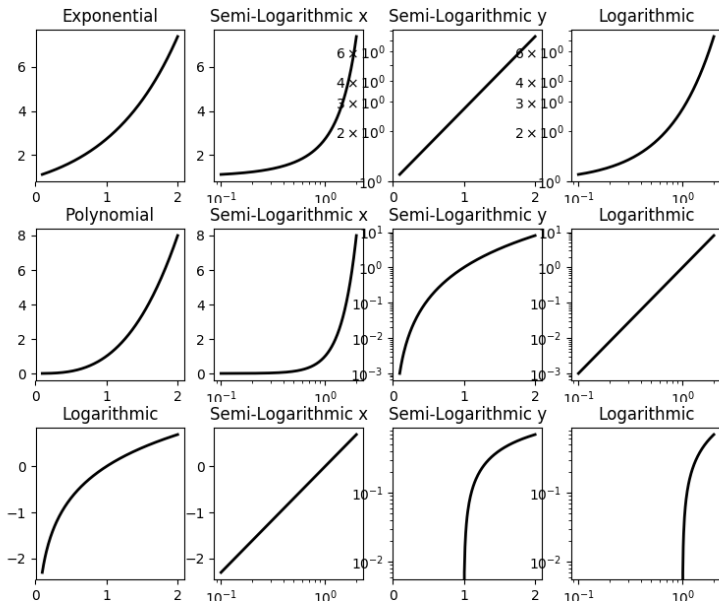 Exponential Semi-Logarithmic x Semi-Logarithmic y Logarithmic
6 6 6 × 10⁰ 6 × 10⁰
4 4 4 × 10⁰ 4 × 10⁰
3 × 10⁰ 3 × 10⁰
2 2 2 × 10⁰ 2 × 10⁰
10⁰ 10⁰
0 1 2 10⁻¹ 10⁰ 0 1 2 10⁻¹ 10⁰
Polynomial Semi-Logarithmic x Semi-Logarithmic y Logarithmic
8 8 10¹ 10¹
6 6 10⁰ 10⁰
4 4 10⁻¹ 10⁻¹
2 2 10⁻² 10⁻²
0 0 10⁻³ 10⁻³
0 1 2 10⁻¹ 10⁰ 0 1 2 10⁻¹ 10⁰
Logarithmic Semi-Logarithmic x Semi-Logarithmic y Logarithmic
0 0
−1 −1 10⁻¹ 10⁻¹
−2 −2 10⁻² 10⁻²
0 1 2 10⁻¹ 10⁰ 0 1 2 10⁻¹ 10⁰